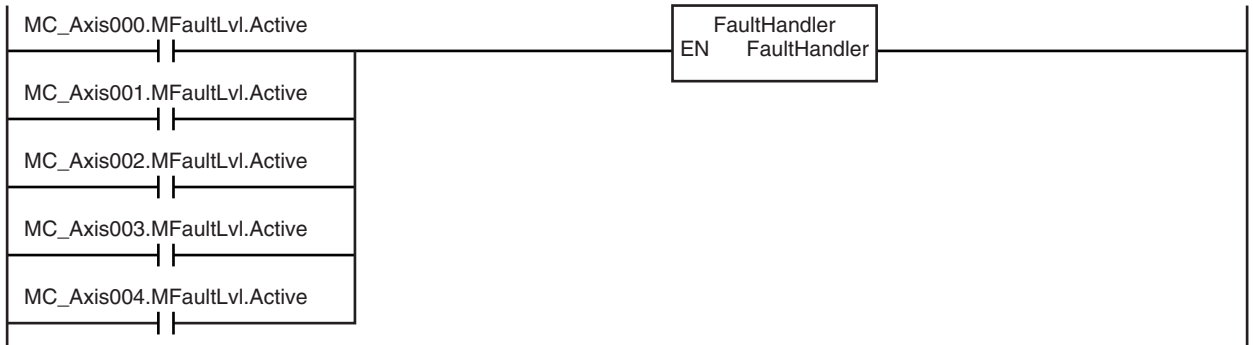 MC_Axis000.MFaultLvl.Active
FaultHandler
EN FaultHandler
MC_Axis001.MFaultLvl.Active
MC_Axis002.MFaultLvl.Active
MC_Axis003.MFaultLvl.Active
MC_Axis004.MFaultLvl.Active